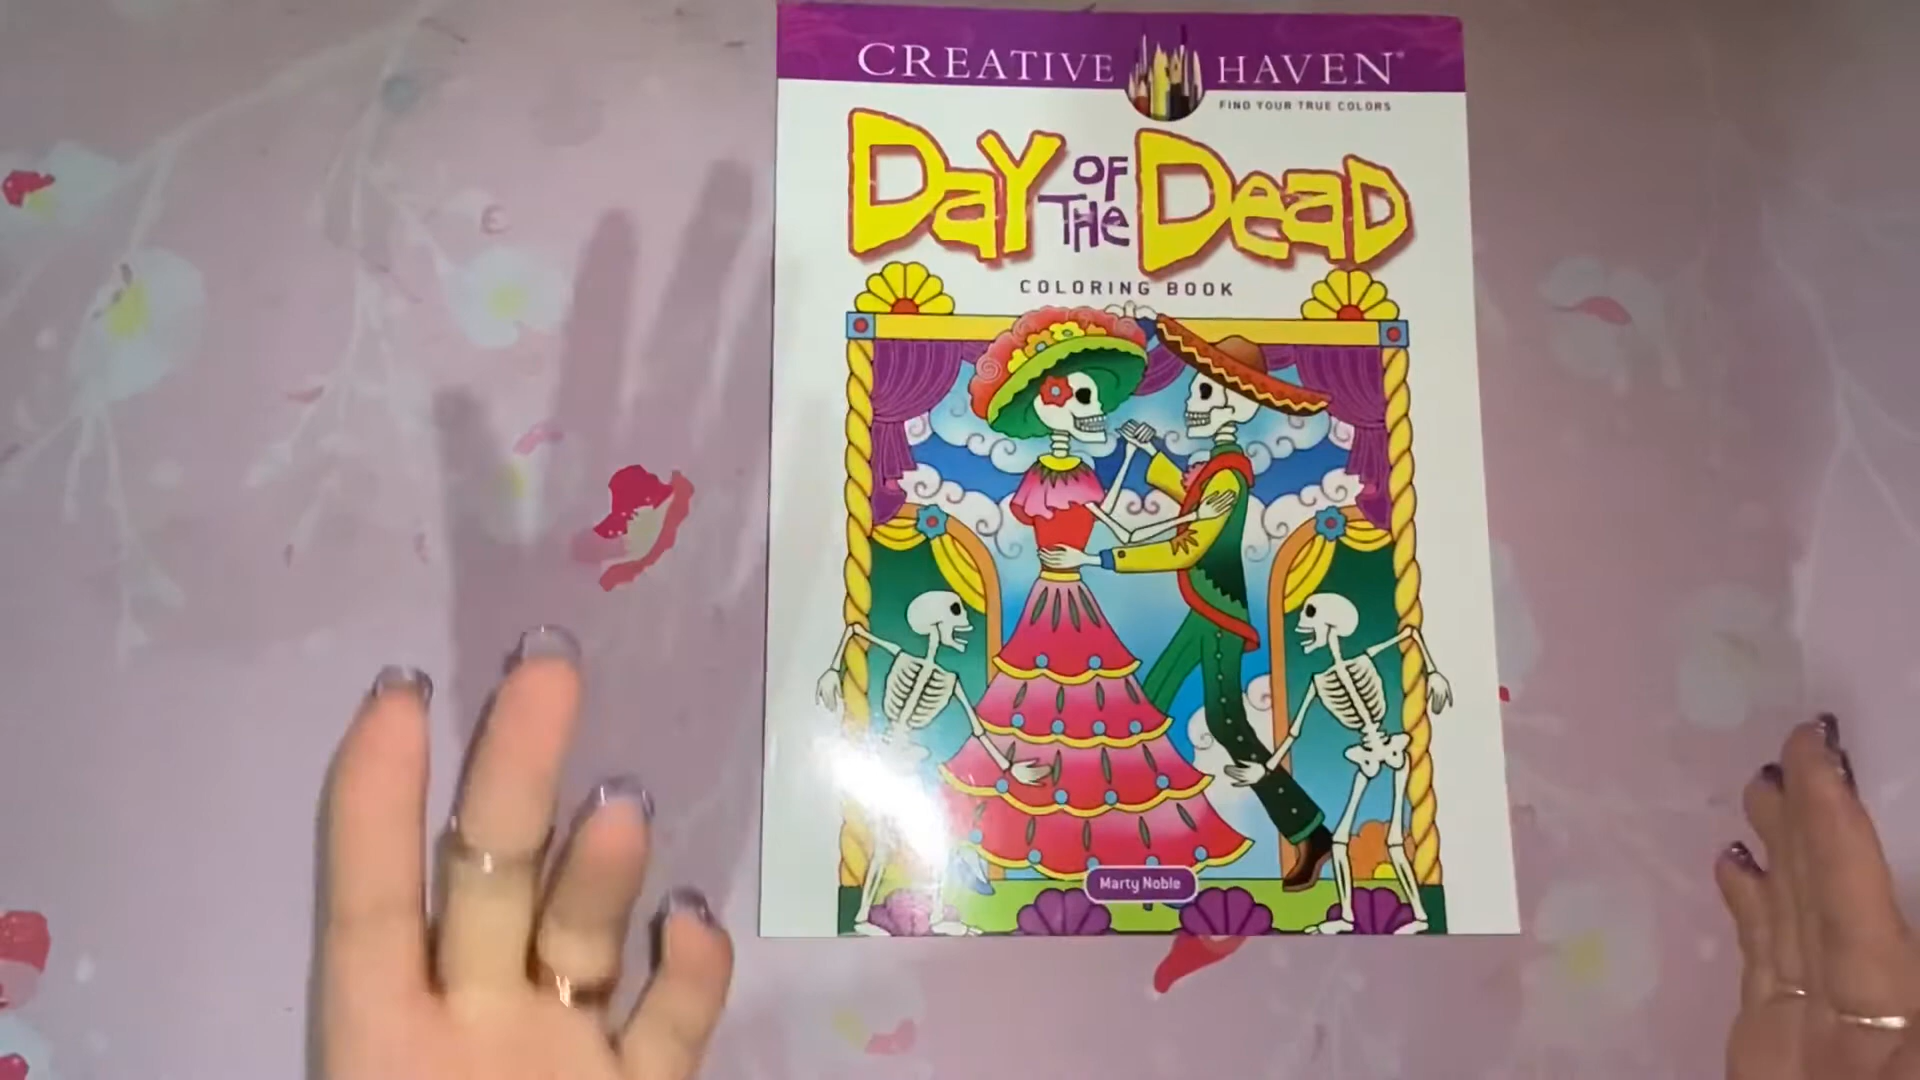 CREATIVE HAVEN®
FIND YOUR TRUE COLORS
DaY OF THe DeaD
COLORING BOOK
Marty Noble